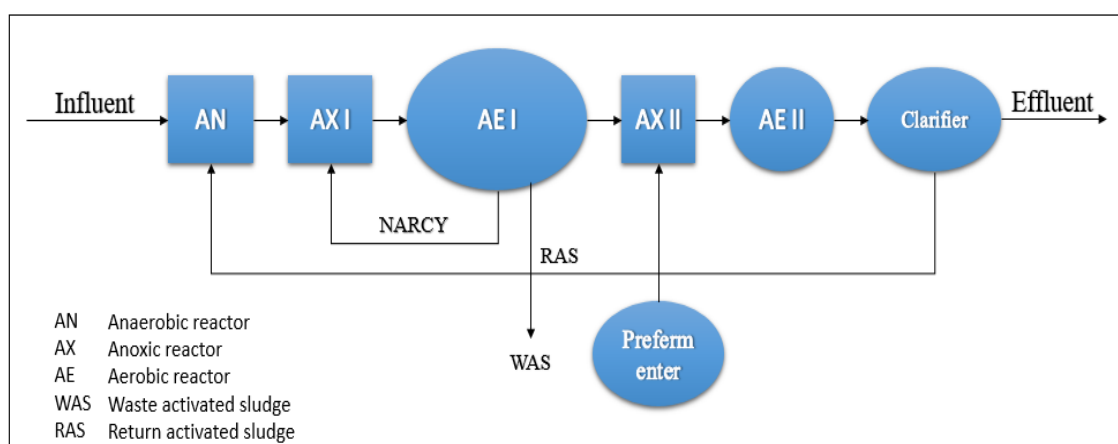 Influent
AN
AX I
AE I
AX II
AE II
Clarifier
Effluent
NARCY
RAS
WAS
Preferm
enter
AN Anaerobic reactor
AX Anoxic reactor
AE Aerobic reactor
WAS Waste activated sludge
RAS Return activated sludge